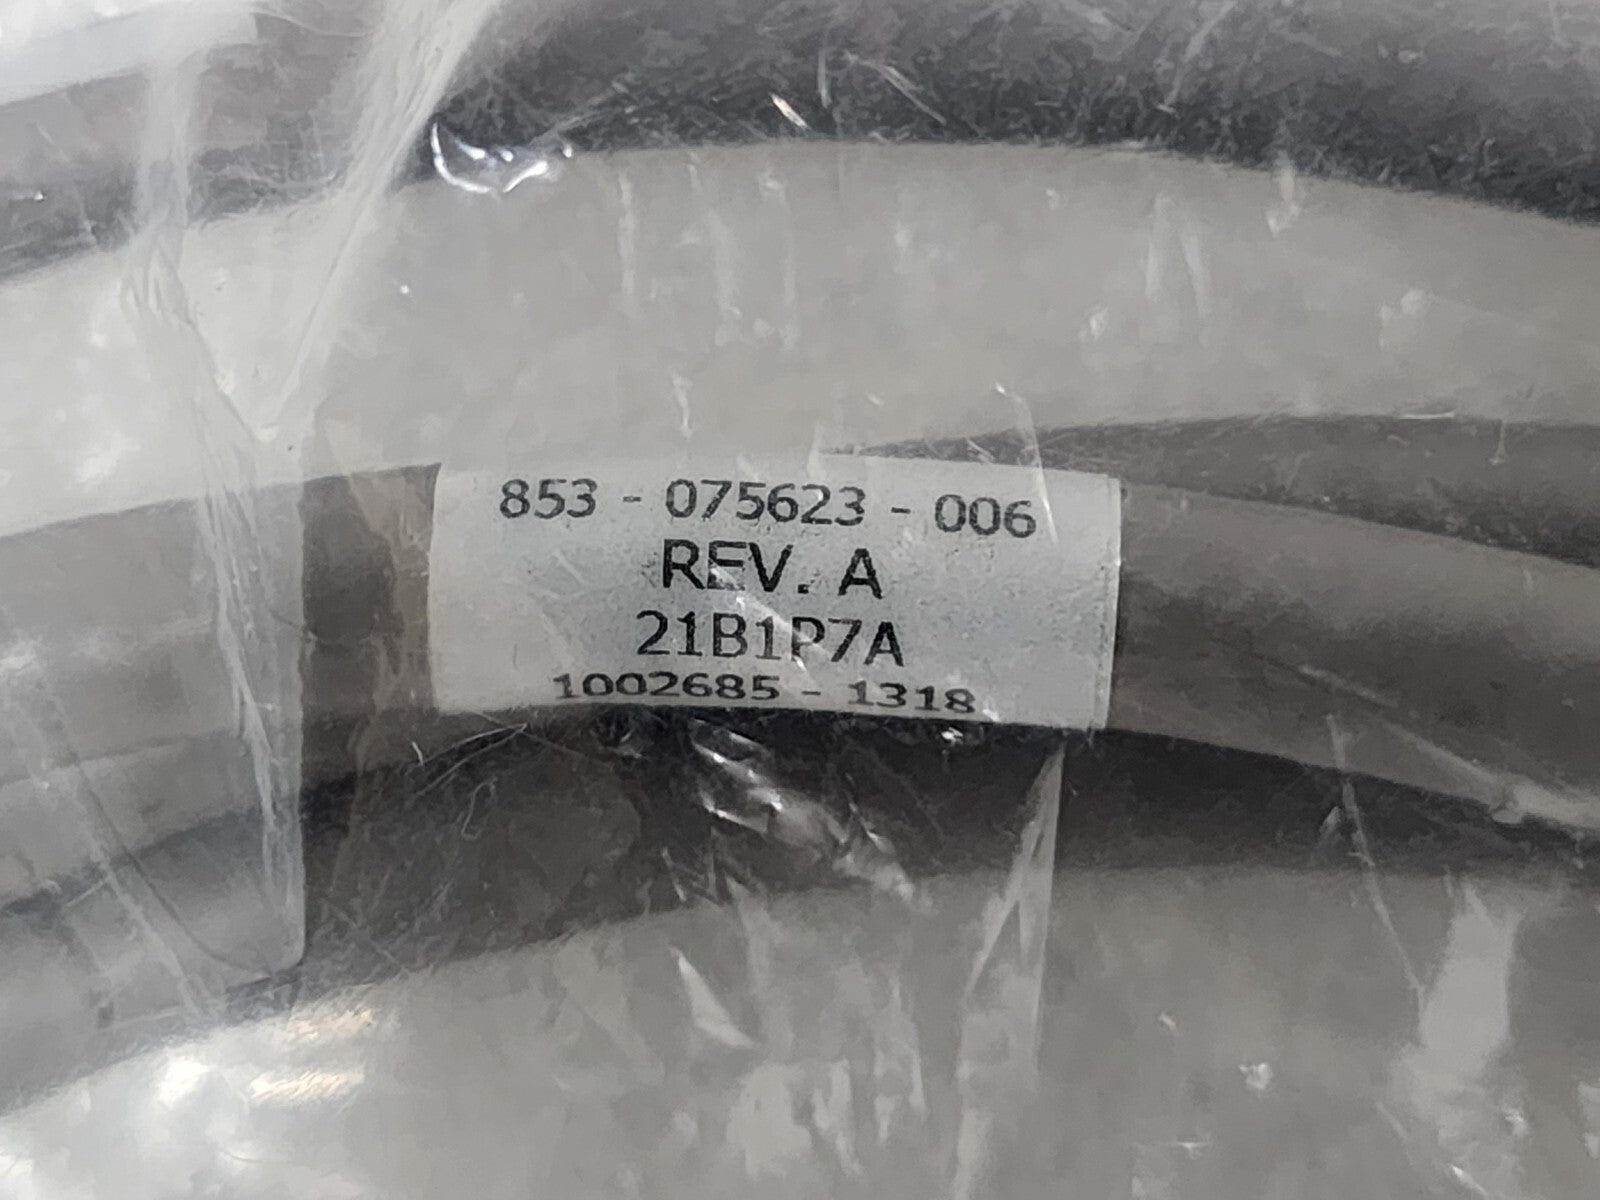 853 - 075623 - 006
REV. A
21B1P7A
1002685 - 1318